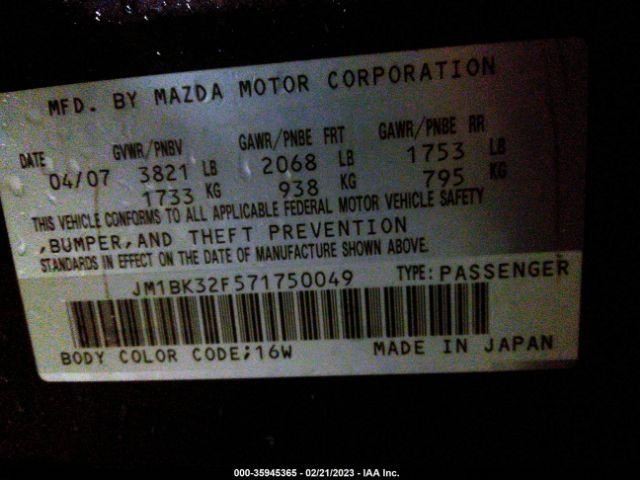 MFD. BY MAZDA MOTOR CORPORATION
DATE GVWR/PNBV GAWR/PNBE FRT GAWR/PNBE RR
04/07 3821 LB 2068 LB 1753 LB
1733 KG 938 KG 795 KG
THIS VEHICLE CONFORMS TO ALL APPLICABLE FEDERAL MOTOR VEHICLE SAFETY
,BUMPER,AND THEFT PREVENTION
STANDARDS IN EFFECT ON THE DATE OF MANUFACTURE SHOWN ABOVE.
JM1BK32F571750049 TYPE: PASSENGER
BODY COLOR CODE;16W MADE IN JAPAN
000-35945365 - 02/21/2023 - IAA Inc.